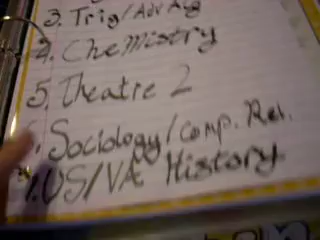 3. Trig/Adv Alg
4. Chemistry
5. Theatre 2
. Sociology/Comp. Rel.
7. US/VA History